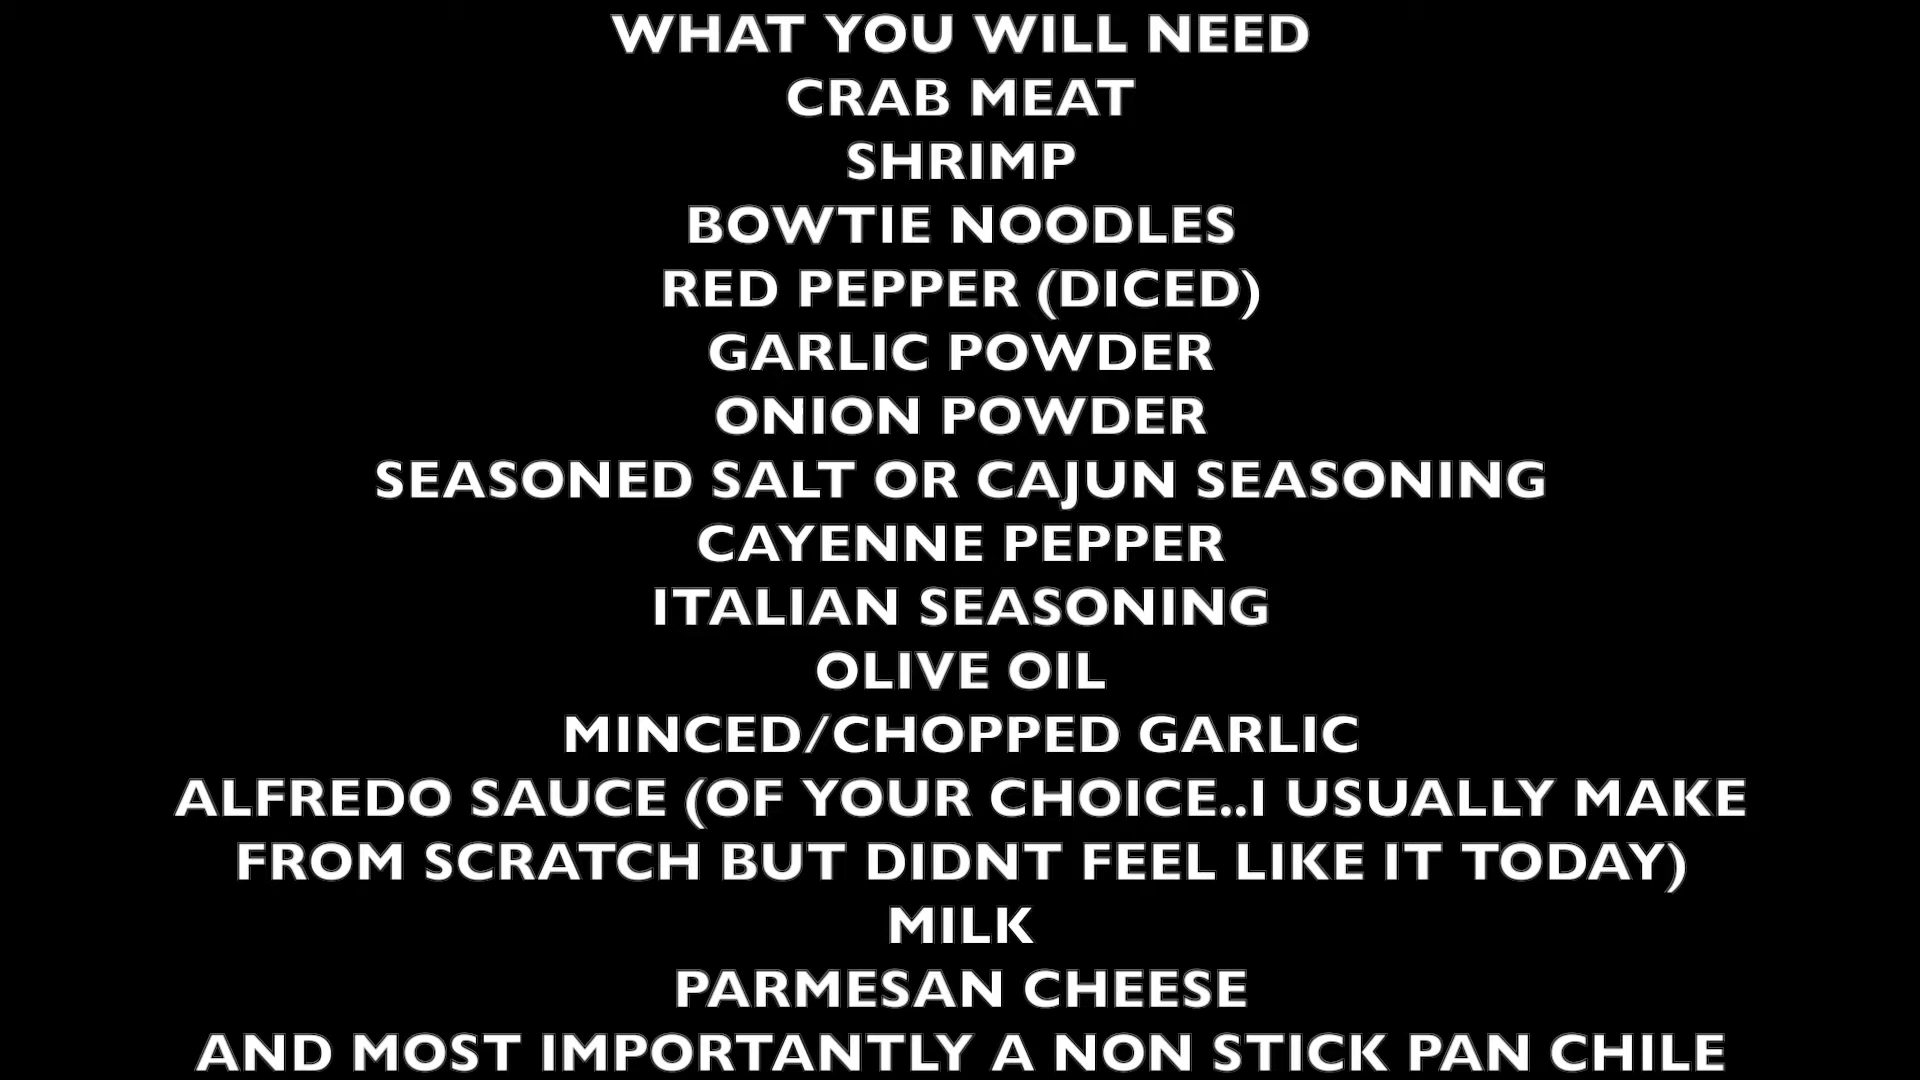 WHAT YOU WILL NEED
CRAB MEAT
SHRIMP
BOWTIE NOODLES
RED PEPPER (DICED)
GARLIC POWDER
ONION POWDER
SEASONED SALT OR CAJUN SEASONING
CAYENNE PEPPER
ITALIAN SEASONING
OLIVE OIL
MINCED/CHOPPED GARLIC
ALFREDO SAUCE (OF YOUR CHOICE..I USUALLY MAKE
FROM SCRATCH BUT DIDNT FEEL LIKE IT TODAY)
MILK
PARMESAN CHEESE
AND MOST IMPORTANTLY A NON STICK PAN CHILE